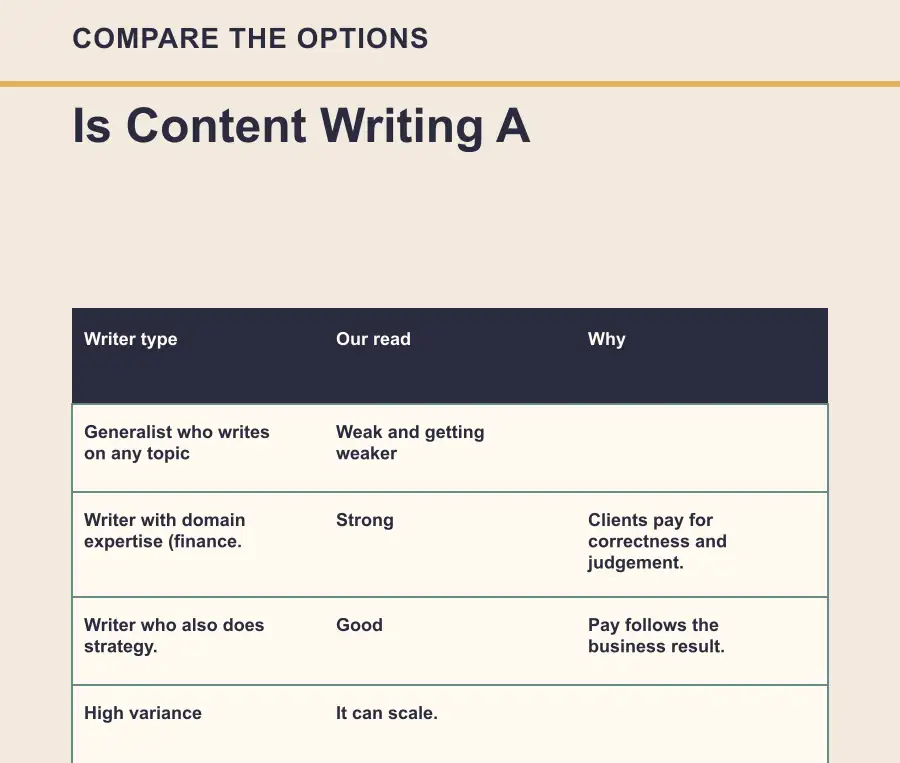 COMPARE THE OPTIONS
Is Content Writing A
Writer type Our read Why
Generalist who writes
on any topic
Weak and getting
weaker
Writer with domain
expertise (finance.
Strong
Clients pay for
correctness and
judgement.
Writer who also does
strategy.
Good
Pay follows the
business result.
High variance
It can scale.